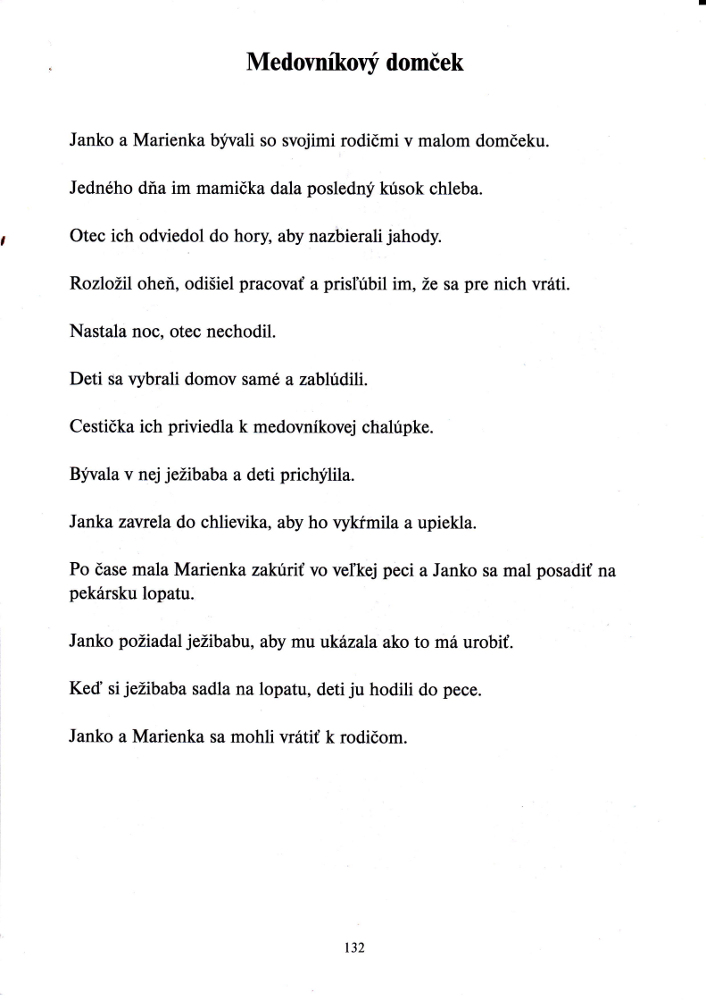 Medovníkový domček
Janko a Marienka bývali so svojimi rodičmi v malom domčeku.
Jedného dňa im mamička dala posledný kúsok chleba.
Otec ich odviedol do hory, aby nazbierali jahody.
Rozložil oheň, odišiel pracovať a prisľúbil im, že sa pre nich vráti.
Nastala noc, otec nechodil.
Deti sa vybrali domov samé a zablúdili.
Cestička ich priviedla k medovníkovej chalúpke.
Bývala v nej ježibaba a deti prichýlila.
Janka zavrela do chlievika, aby ho vykŕmila a upiekla.
Po čase mala Marienka zakúriť vo veľkej peci a Janko sa mal posadiť na
pekársku lopatu.
Janko požiadal ježibabu, aby mu ukázala ako to má urobiť.
Keď si ježibaba sadla na lopatu, deti ju hodili do pece.
Janko a Marienka sa mohli vrátiť k rodičom.
132